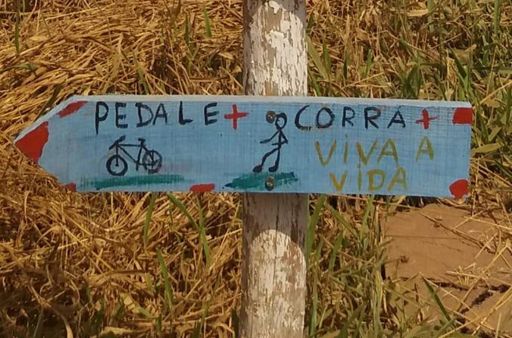 PEDALE + CORRA +
VIVA A
VIDA